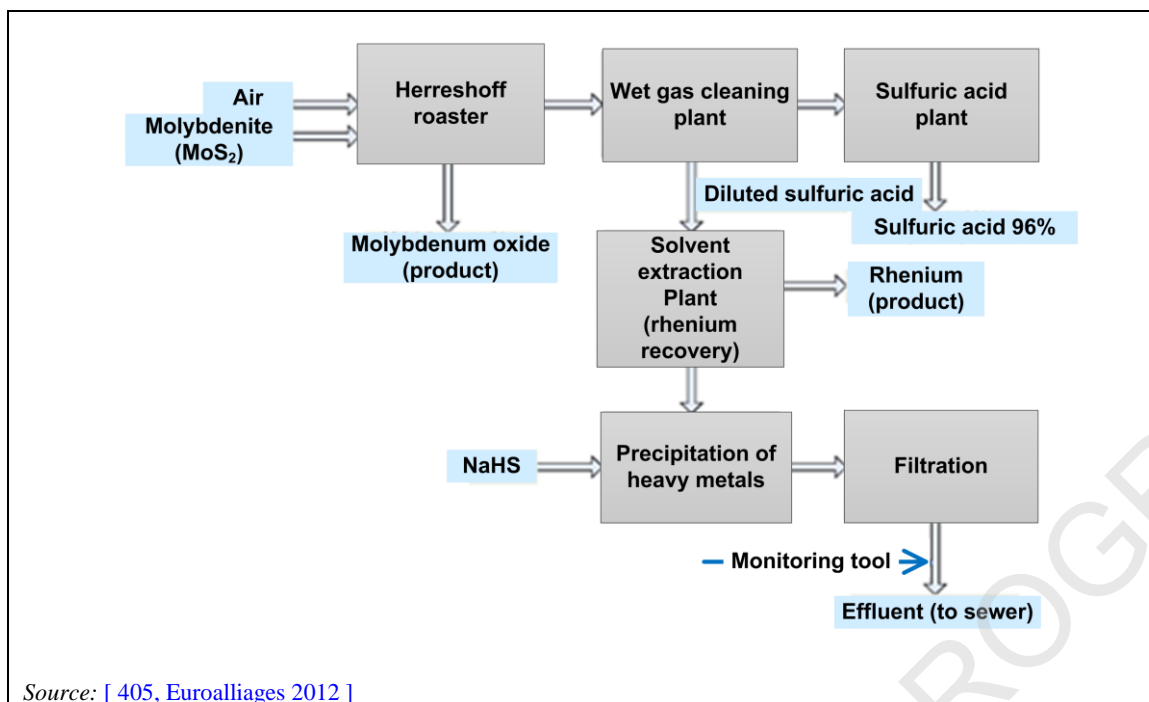 Air
Molybdenite
(MoS₂)
Herreshoff
roaster
Wet gas cleaning
plant
Sulfuric acid
plant
Diluted sulfuric acid
Sulfuric acid 96%
Molybdenum oxide
(product)
Solvent
extraction
Plant
(rhenium
recovery)
Rhenium
(product)
NaHS
Precipitation of
heavy metals
Filtration
Monitoring tool
Effluent (to sewer)
Source: [ 405, Euroalliages 2012 ]